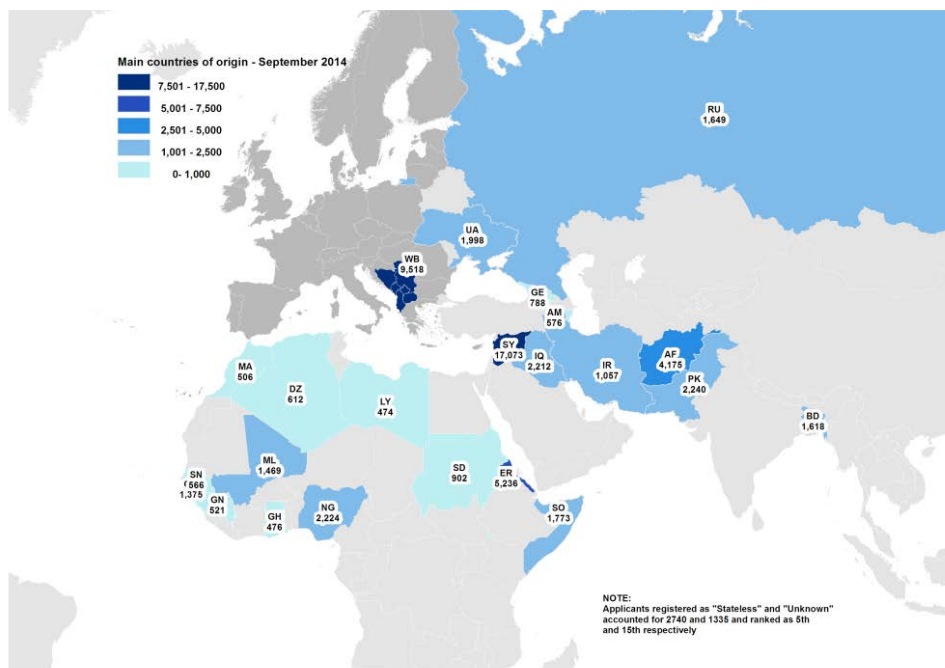 Main countries of origin - September 2014
7,501 - 17,500
5,001 - 7,500
2,501 - 5,000
1,001 - 2,500
0- 1,000
RU
1,649
UA
1,998
WB
9,518
GE
788
AM
576
SY
17,073
IQ
2,212
IR
1,057
AF
4,175
PK
2,240
BD
1,618
MA
506
DZ
612
LY
474
ML
1,469
SN
566
1,375
GN
521
GH
476
NG
2,224
SD
902
ER
5,236
SO
1,773
NOTE:
Applicants registered as "Stateless" and "Unknown"
accounted for 2740 and 1335 and ranked as 5th
and 15th respectively